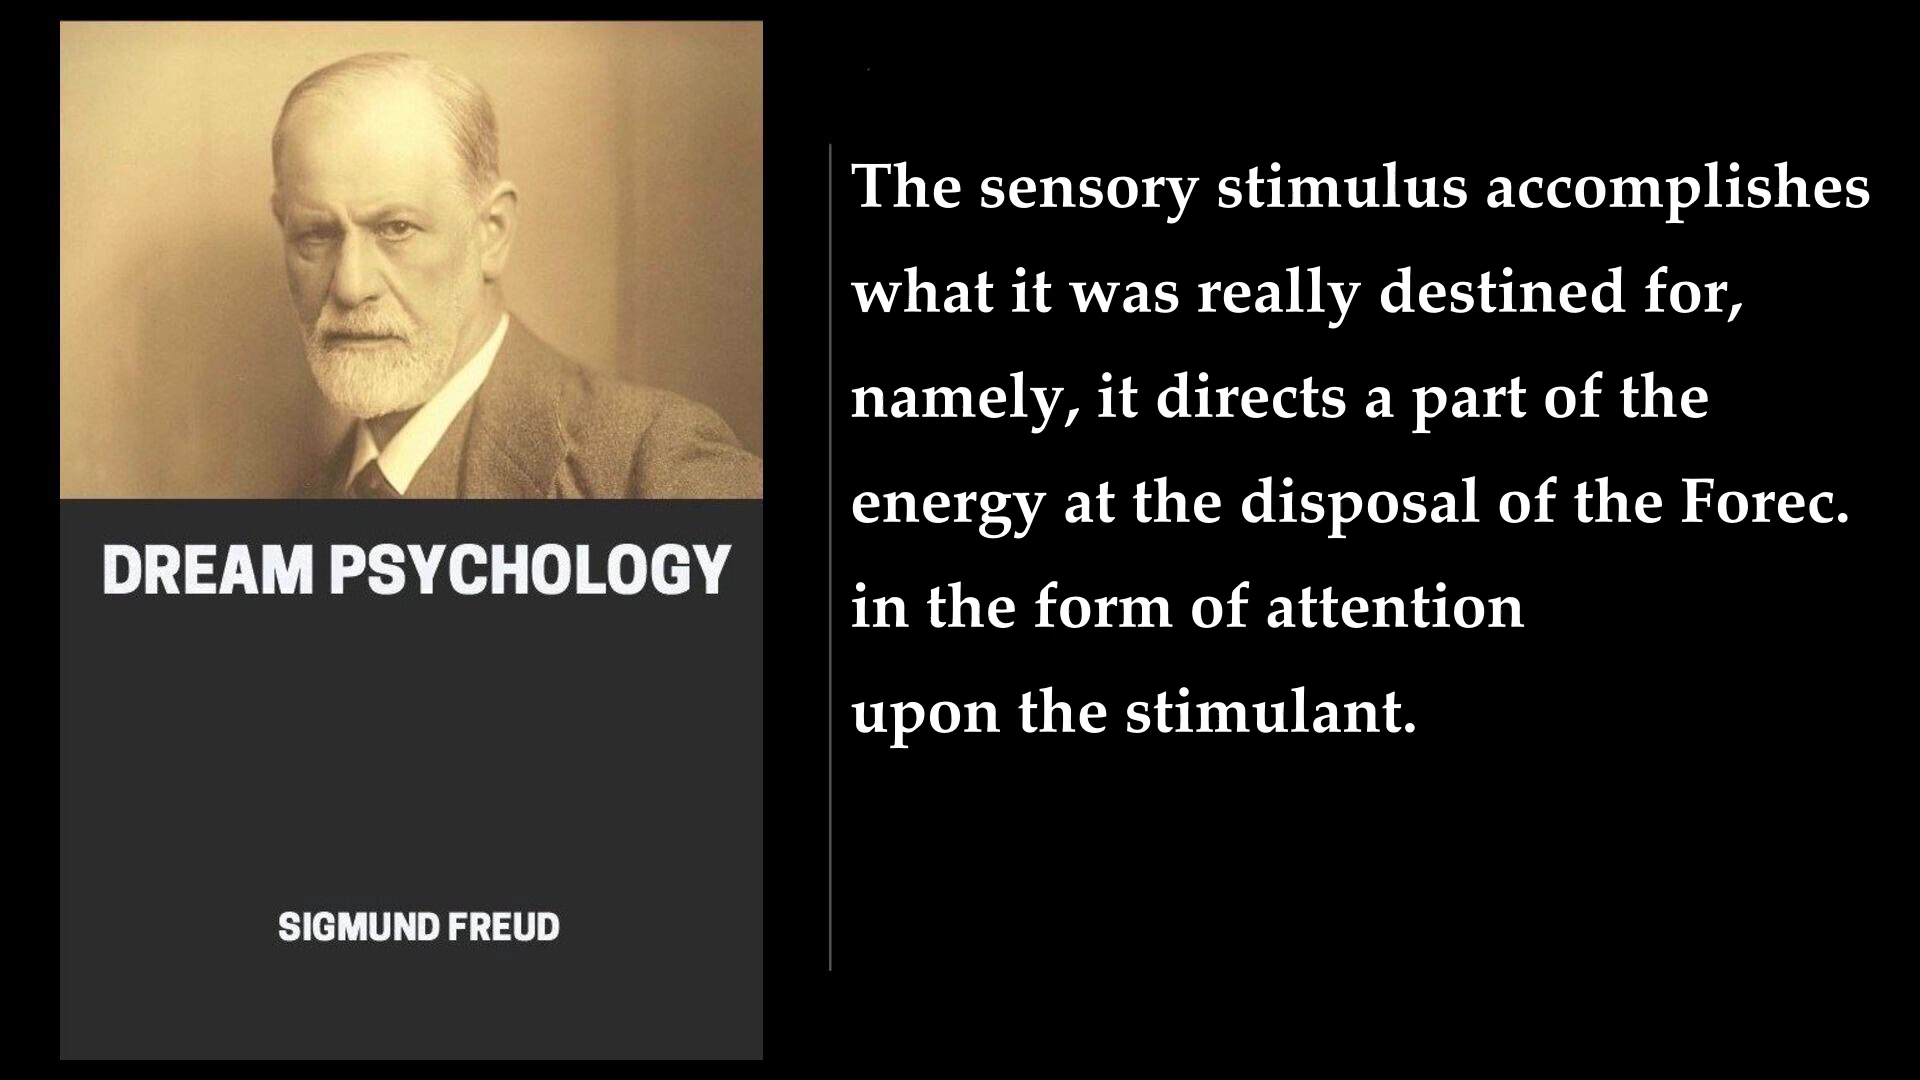 DREAM PSYCHOLOGY
SIGMUND FREUD
The sensory stimulus accomplishes
what it was really destined for,
namely, it directs a part of the
energy at the disposal of the Forec.
in the form of attention
upon the stimulant.